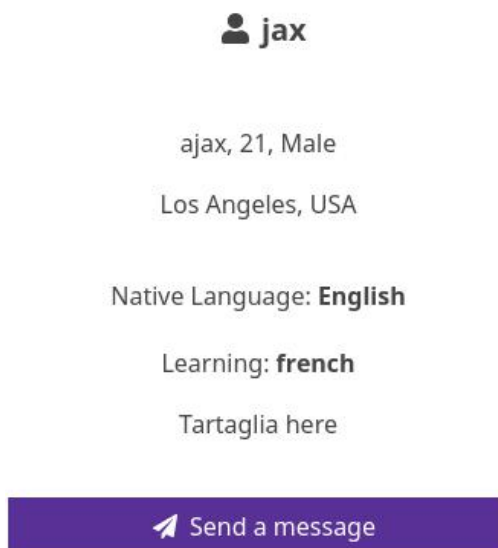 jax
ajax, 21, Male
Los Angeles, USA
Native Language: English
Learning: french
Tartaglia here
Send a message